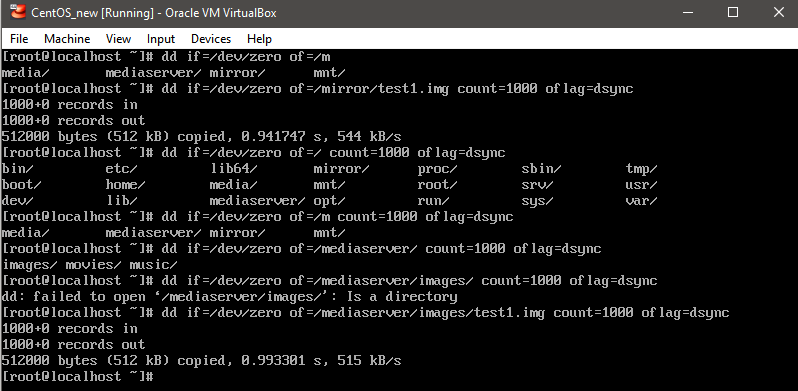 CentOS_new [Running] - Oracle VM VirtualBox
File Machine View Input Devices Help
[root@localhost ~]# dd if=/dev/zero of=/m
media/ mediaserver/ mirror/ mnt/
[root@localhost ~]# dd if=/dev/zero of=/mirror/test1.img count=1000 oflag=dsync
1000+0 records in
1000+0 records out
512000 bytes (512 kB) copied, 0.941747 s, 544 kB/s
[root@localhost ~]# dd if=/dev/zero of=/ count=1000 oflag=dsync
bin/ etc/ lib64/ mirror/ proc/ sbin/ tmp/
boot/ home/ media/ mnt/ root/ srv/ usr/
dev/ lib/ mediaserver/ opt/ run/ sys/ var/
[root@localhost ~]# dd if=/dev/zero of=/m count=1000 oflag=dsync
media/ mediaserver/ mirror/ mnt/
[root@localhost ~]# dd if=/dev/zero of=/mediaserver/ count=1000 oflag=dsync
images/ movies/ music/
[root@localhost ~]# dd if=/dev/zero of=/mediaserver/images/ count=1000 oflag=dsync
dd: failed to open ‘/mediaserver/images/’: Is a directory
[root@localhost ~]# dd if=/dev/zero of=/mediaserver/images/test1.img count=1000 oflag=dsync
1000+0 records in
1000+0 records out
512000 bytes (512 kB) copied, 0.993301 s, 515 kB/s
[root@localhost ~]#